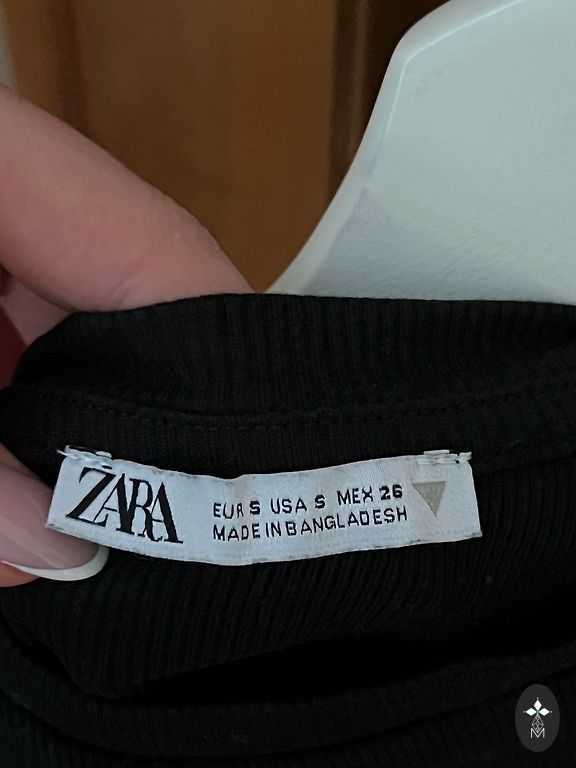 ZARA
EUR S USA S MEX 26
MADE IN BANGLADESH
M